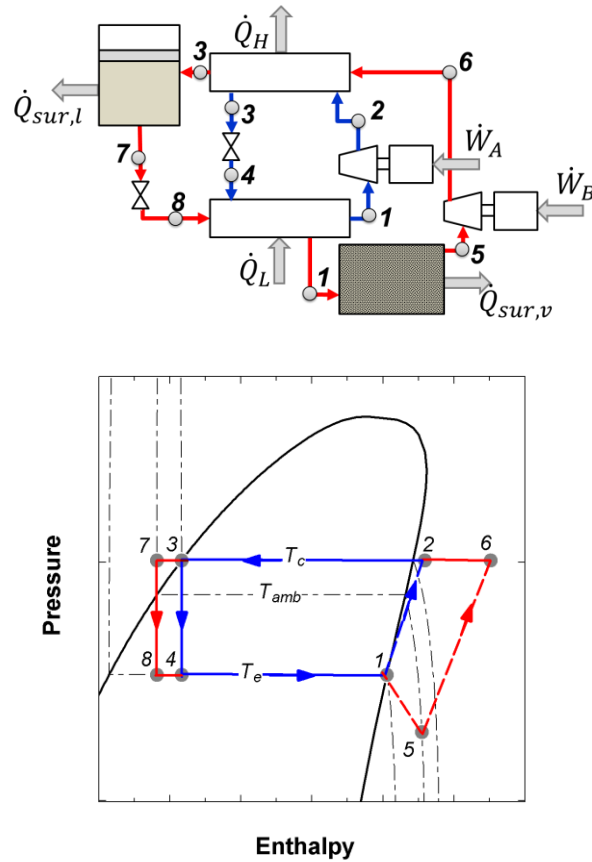 Q̇_H
3
6
Q̇_sur,l
3
2
7
Ẇ_A
4
Ẇ_B
8
1
5
Q̇_L
1
Q̇_sur,v
7
3
T_c
2
6
T_amb
8
4
T_e
1
5
Pressure
Enthalpy